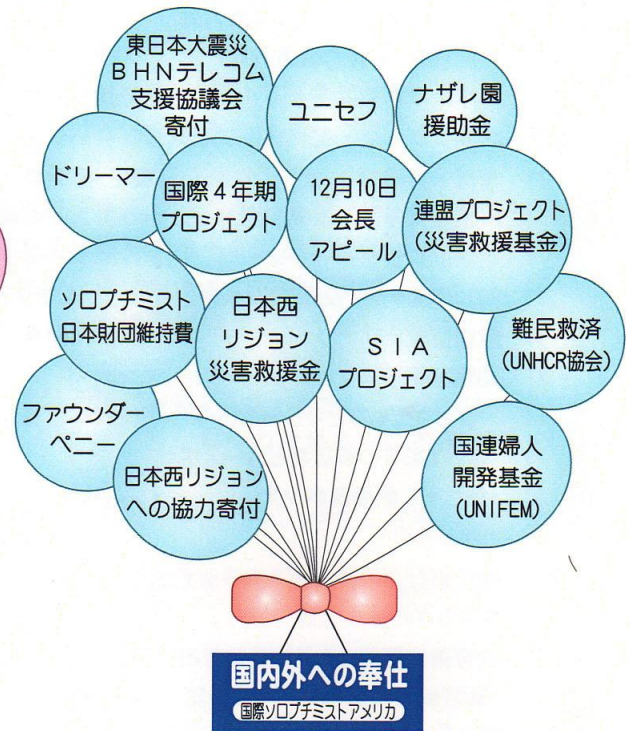 東日本大震災
BHNテレコム
支援協議会
寄付
ユニセフ
ナザレ園
援助金
ドリーマー
国際4年期
プロジェクト
12月10日
会長
アピール
連盟プロジェクト
(災害救援基金)
ソロプチミスト
日本財団維持費
日本西
リジョン
災害救援金
SIA
プロジェクト
難民救済
(UNHCR協会)
ファウンダー
ペニー
日本西リジョン
への協力寄付
国連婦人
開発基金
(UNIFEM)
国内外への奉仕
国際ソロプチミストアメリカ